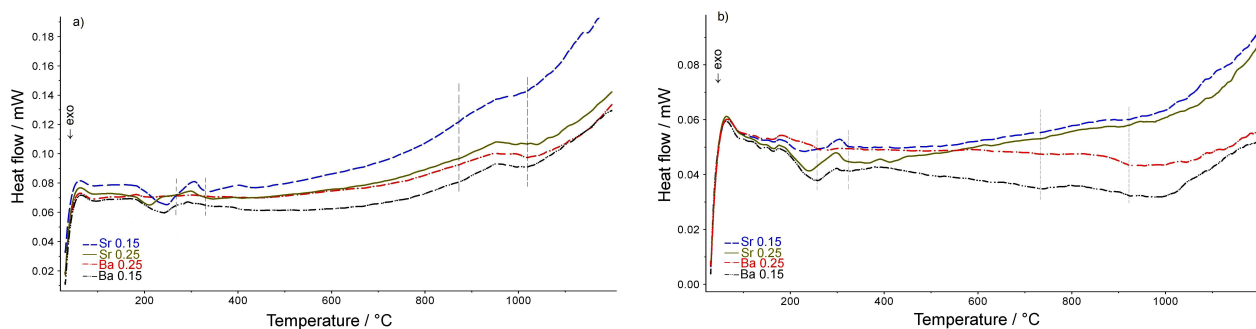 a)
Heat flow / mW
0.18
0.16
0.14
0.12
0.10
0.08
0.06
0.04
0.02
← exo
Sr 0.15
Sr 0.25
Ba 0.25
Ba 0.15
200 400 600 800 1000
Temperature / °C
b)
Heat flow / mW
0.08
0.06
0.04
0.02
0.00
← exo
Sr 0.15
Sr 0.25
Ba 0.25
Ba 0.15
200 400 600 800 1000
Temperature / °C